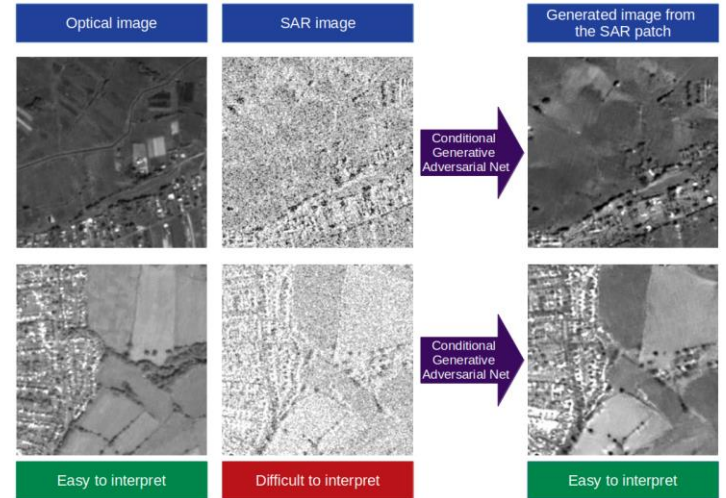 Optical image
SAR image
Generated image from
the SAR patch
Conditional
Generative
Adversarial Net
Conditional
Generative
Adversarial Net
Easy to interpret
Difficult to interpret
Easy to interpret